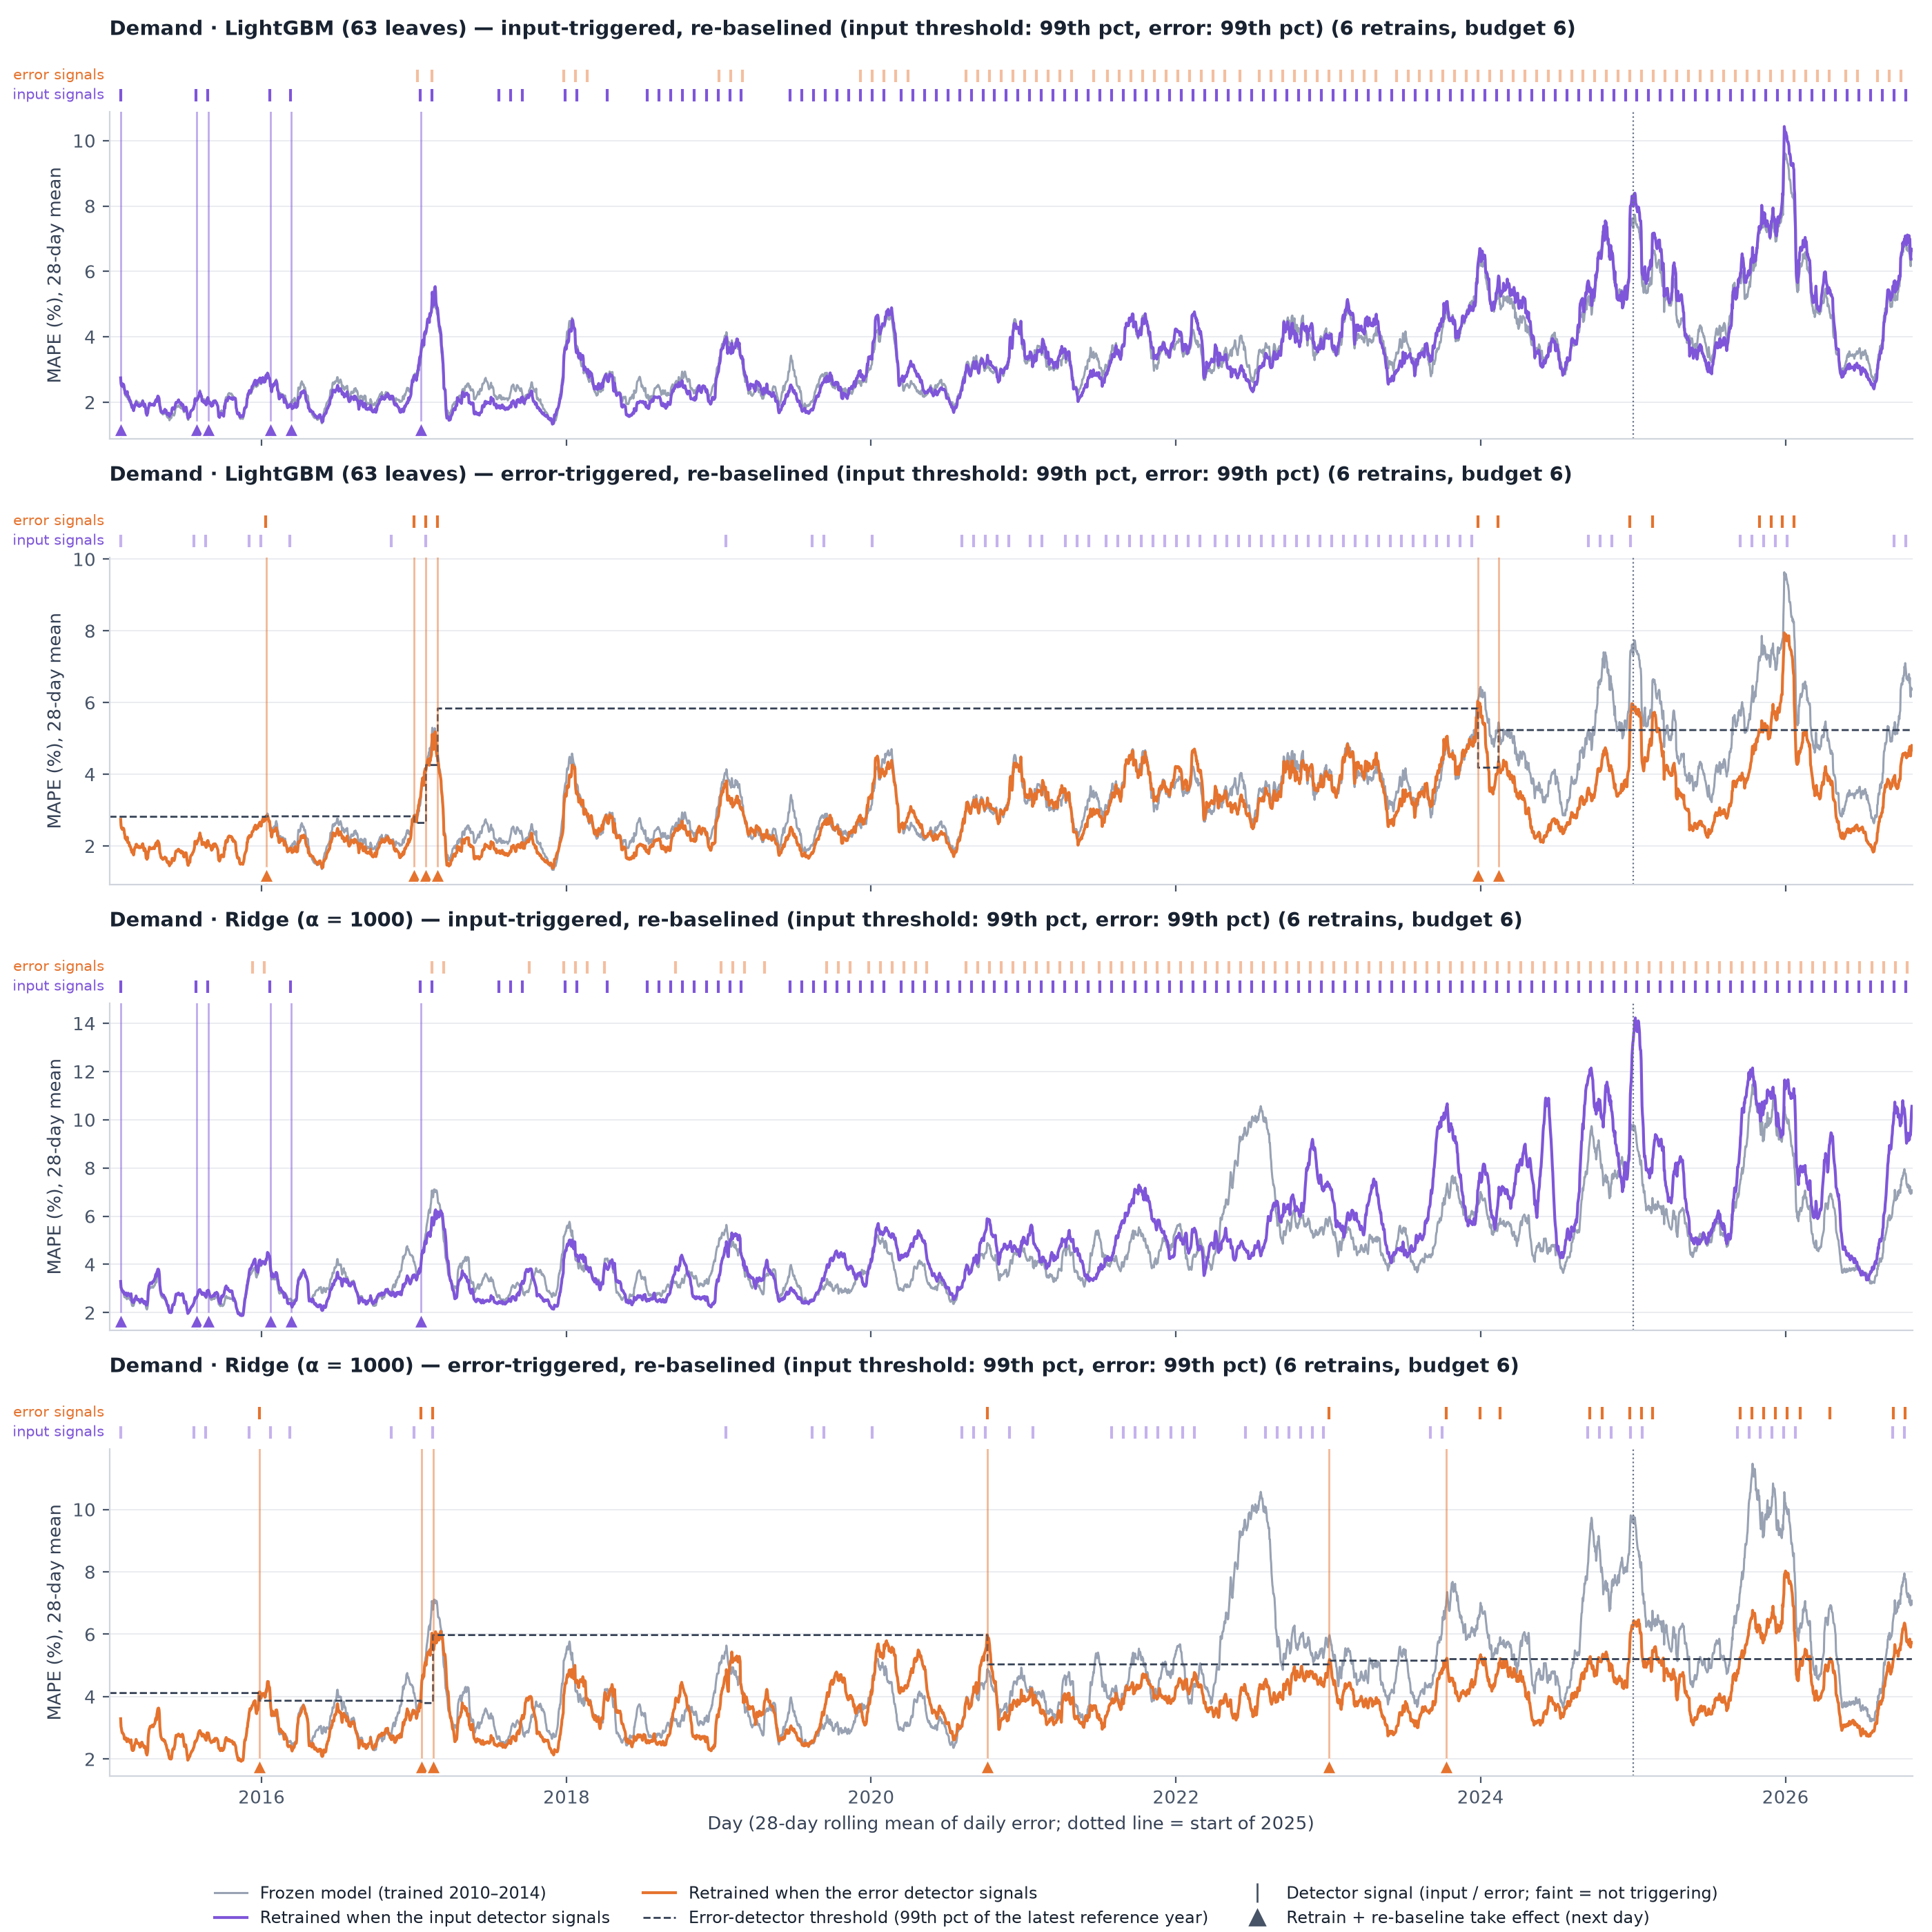 Demand · LightGBM (63 leaves) — input-triggered, re-baselined (input threshold: 99th pct, error: 99th pct) (6 retrains, budget 6)
error signals
input signals
10
8
6
4
2
MAPE (%), 28-day mean
Demand · LightGBM (63 leaves) — error-triggered, re-baselined (input threshold: 99th pct, error: 99th pct) (6 retrains, budget 6)
error signals
input signals
10
8
6
4
2
MAPE (%), 28-day mean
Demand · Ridge (α = 1000) — input-triggered, re-baselined (input threshold: 99th pct, error: 99th pct) (6 retrains, budget 6)
error signals
input signals
14
12
10
8
6
4
2
MAPE (%), 28-day mean
Demand · Ridge (α = 1000) — error-triggered, re-baselined (input threshold: 99th pct, error: 99th pct) (6 retrains, budget 6)
error signals
input signals
10
8
6
4
2
MAPE (%), 28-day mean
2016 2018 2020 2022 2024 2026
Day (28-day rolling mean of daily error; dotted line = start of 2025)
Frozen model (trained 2010–2014)
Retrained when the input detector signals
Retrained when the error detector signals
Error-detector threshold (99th pct of the latest reference year)
Detector signal (input / error; faint = not triggering)
Retrain + re-baseline take effect (next day)